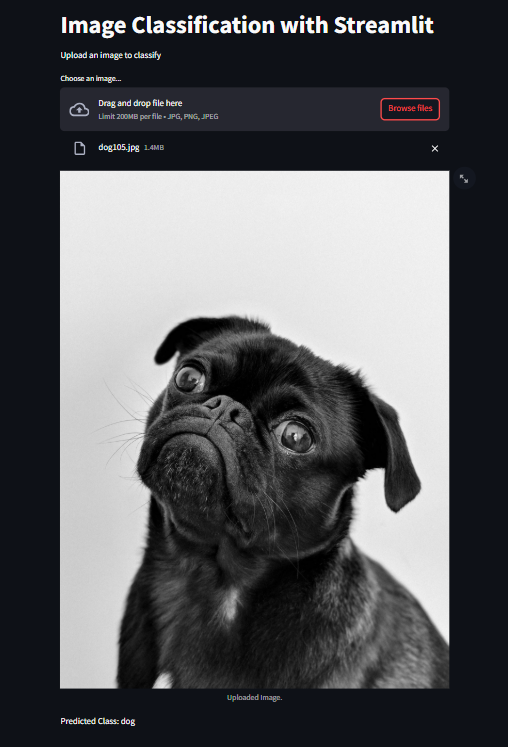 Image Classification with Streamlit
Upload an image to classify
Choose an image...
Drag and drop file here
Limit 200MB per file • JPG, PNG, JPEG
Browse files
dog105.jpg 1.4MB
Uploaded Image.
Predicted Class: dog